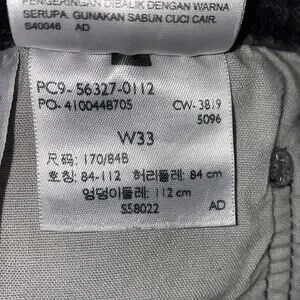 PENGERINGAN DIBALIK DENGAN WARNA
SERUPA. GUNAKAN SABUN CUCI CAIR.
S40046 AD
PC9- 56327-0112
PO- 4100448705 CW- 3819
5096
W33
尺码: 170/84B
호칭: 84-112 허리둘레: 84 cm
엉덩이둘레: 112 cm
S58022 AD